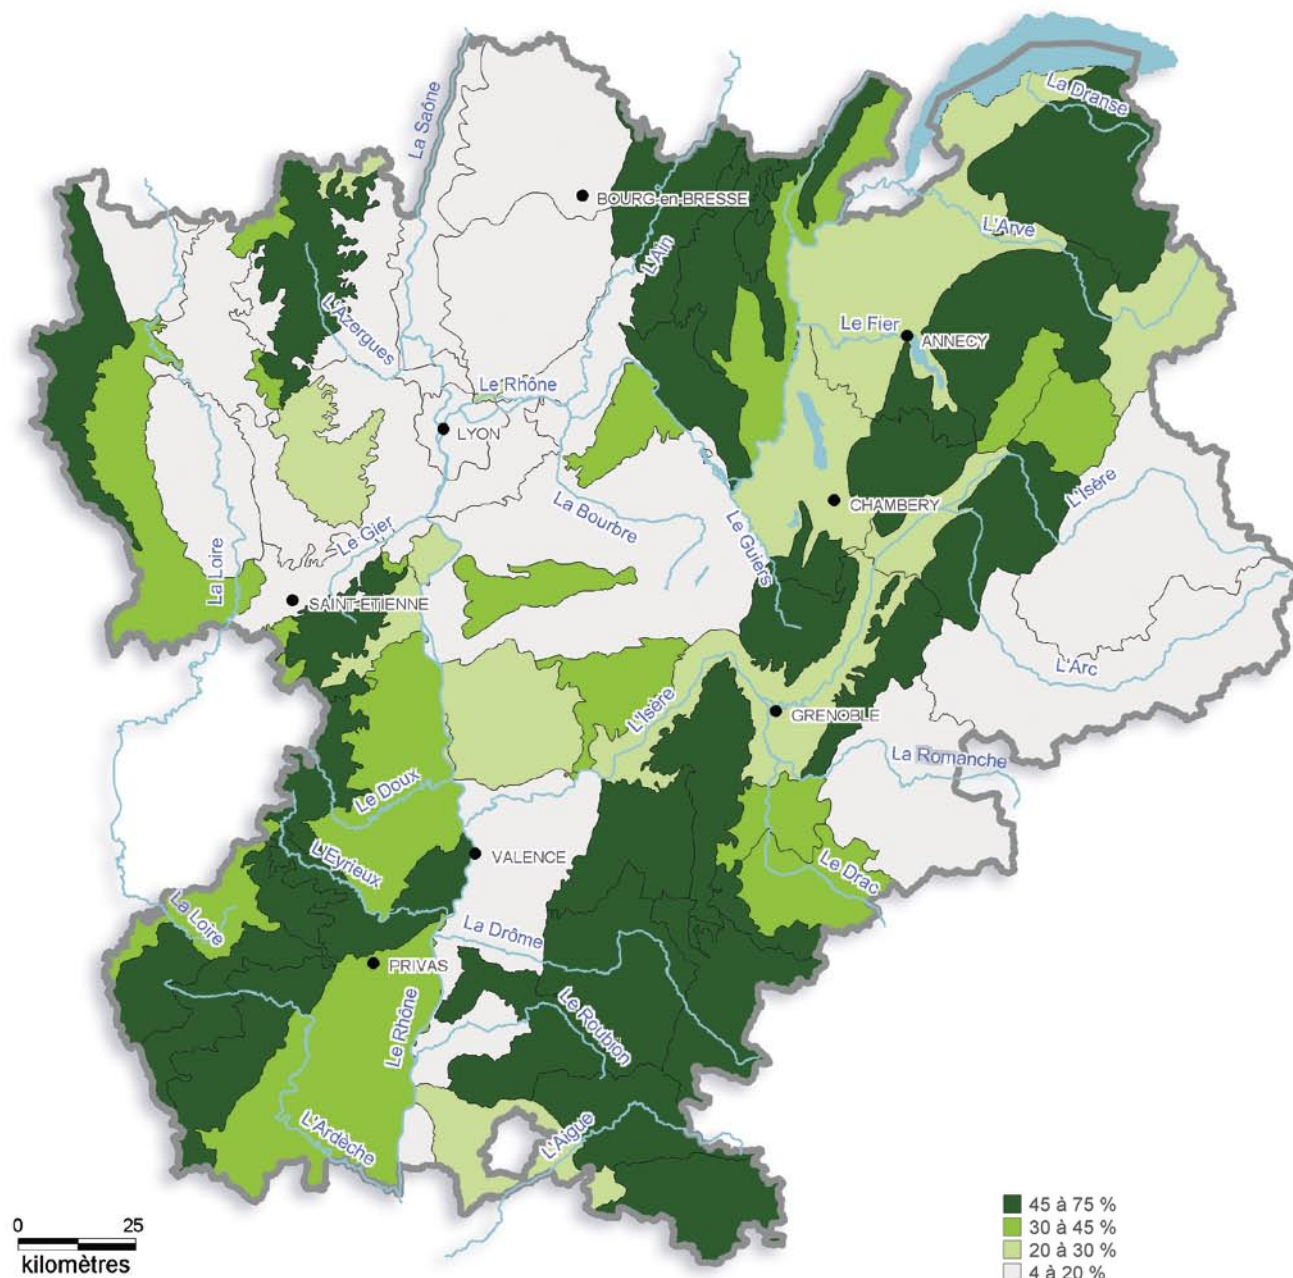 La Dranse
La Saône
BOURG-en-BRESSE
L'Arve
L'Ain
L'Azergues
Le Fier
ANNECY
Le Rhône
LYON
CHAMBERY
L'Isère
La Bourbre
Le Guiers
Le Gier
La Loire
SAINT-ETIENNE
L'Arc
L'Isère
GRENOBLE
La Romanche
Le Doux
VALENCE
L'Eyrieux
Le Drac
La Loire
La Drôme
PRIVAS
Le Rhône
Le Roubion
L'Ardèche
L'Aigue
0 25
kilomètres
45 à 75 %
30 à 45 %
20 à 30 %
4 à 20 %